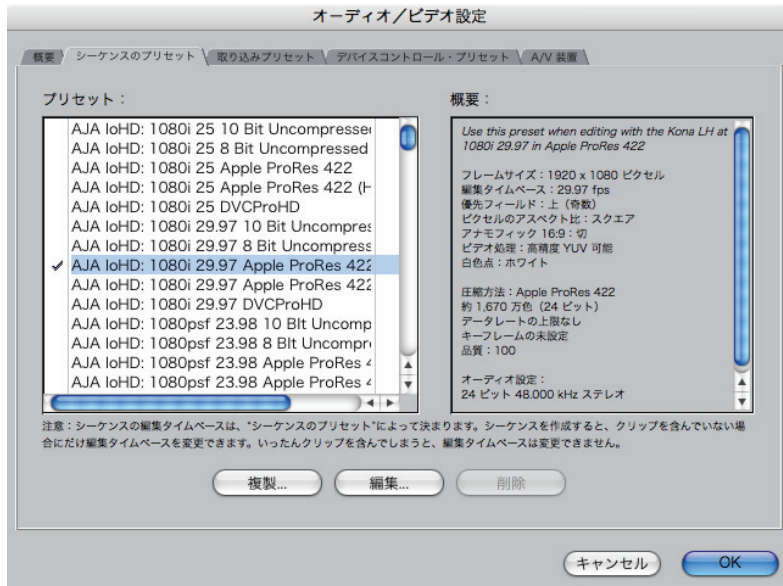 オーディオ／ビデオ設定
概要
シーケンスのプリセット
取り込みプリセット
デバイスコントロール・プリセット
A/V 装置
プリセット：
AJA IoHD: 1080i 25 10 Bit Uncompresse
AJA IoHD: 1080i 25 8 Bit Uncompressed
AJA IoHD: 1080i 25 Apple ProRes 422
AJA IoHD: 1080i 25 Apple ProRes 422 (H
AJA IoHD: 1080i 25 DVCProHD
AJA IoHD: 1080i 29.97 10 Bit Uncompres
AJA IoHD: 1080i 29.97 8 Bit Uncompress
AJA IoHD: 1080i 29.97 Apple ProRes 422
AJA IoHD: 1080i 29.97 Apple ProRes 422
AJA IoHD: 1080i 29.97 DVCProHD
AJA IoHD: 1080psf 23.98 10 BIt Uncomp
AJA IoHD: 1080psf 23.98 8 BIt Uncompr
AJA IoHD: 1080psf 23.98 Apple ProRes 4
AJA IoHD: 1080psf 23.98 Apple ProRes 4
概要：
Use this preset when editing with the Kona LH at
1080i 29.97 in Apple ProRes 422
フレームサイズ：1920 x 1080 ピクセル
編集タイムベース：29.97 fps
優先フィールド：上（奇数）
ピクセルのアスペクト比：スクエア
アナモフィック 16:9：切
ビデオ処理：高精度 YUV 可能
白色点：ホワイト
圧縮方法：Apple ProRes 422
約 1,670 万色（24 ビット）
データレートの上限なし
キーフレームの未設定
品質：100
オーディオ設定：
24 ビット 48.000 kHz ステレオ
注意：シーケンスの編集タイムベースは、"シーケンスのプリセット"によって決まります。シーケンスを作成すると、クリップを含んでいない場
合にだけ編集タイムベースを変更できます。いったんクリップを含んでしまうと、編集タイムベースは変更できません。
複製...
編集...
削除
キャンセル
OK